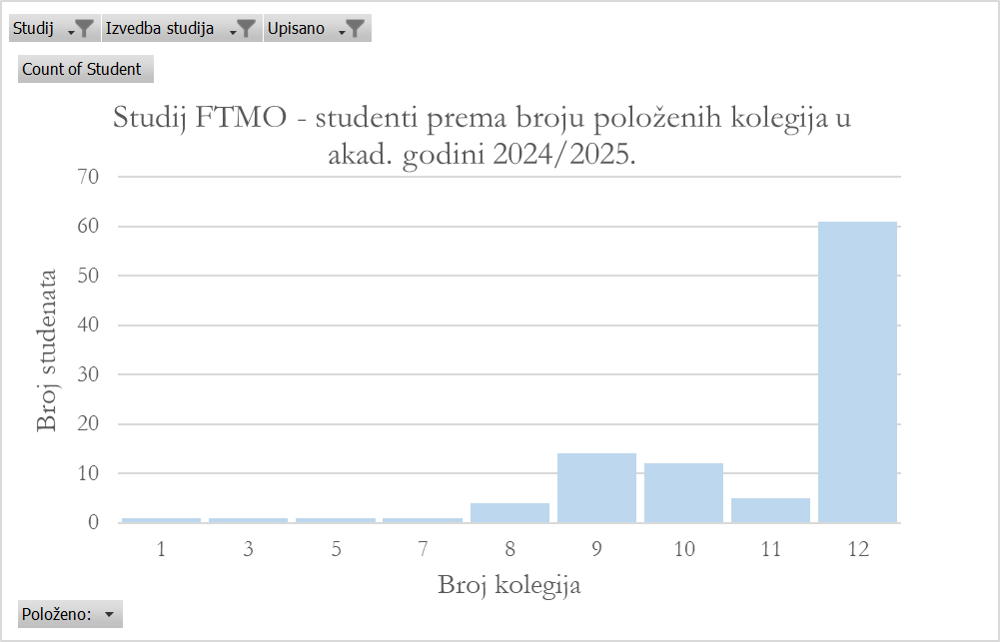 Studij Izvedba studija Upisano
Count of Student
Studij FTMO - studenti prema broju položenih kolegija u
akad. godini 2024/2025.
70
60
50
40
30
20
10
0
Broj studenata
1 3 5 7 8 9 10 11 12
Broj kolegija
Položeno: